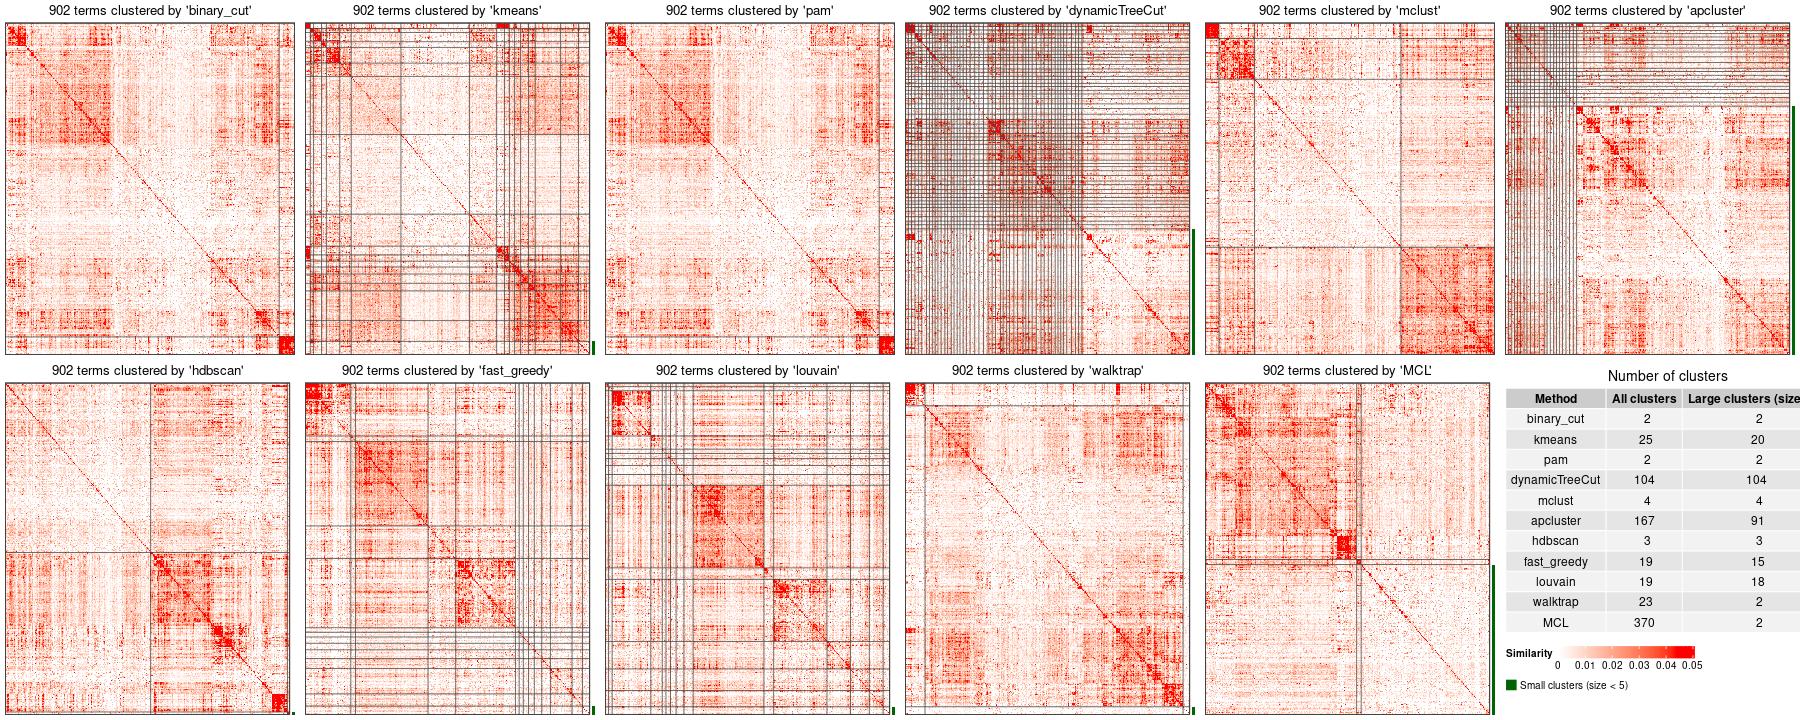 902 terms clustered by 'binary_cut'
902 terms clustered by 'kmeans'
902 terms clustered by 'pam'
902 terms clustered by 'dynamicTreeCut'
902 terms clustered by 'mclust'
902 terms clustered by 'apcluster'
902 terms clustered by 'hdbscan'
902 terms clustered by 'fast_greedy'
902 terms clustered by 'louvain'
902 terms clustered by 'walktrap'
902 terms clustered by 'MCL'
Number of clusters
Method All clusters Large clusters (size
binary_cut 2 2
kmeans 25 20
pam 2 2
dynamicTreeCut 104 104
mclust 4 4
apcluster 167 91
hdbscan 3 3
fast_greedy 19 15
louvain 19 18
walktrap 23 2
MCL 370 2
Similarity
0 0.01 0.02 0.03 0.04 0.05
Small clusters (size < 5)